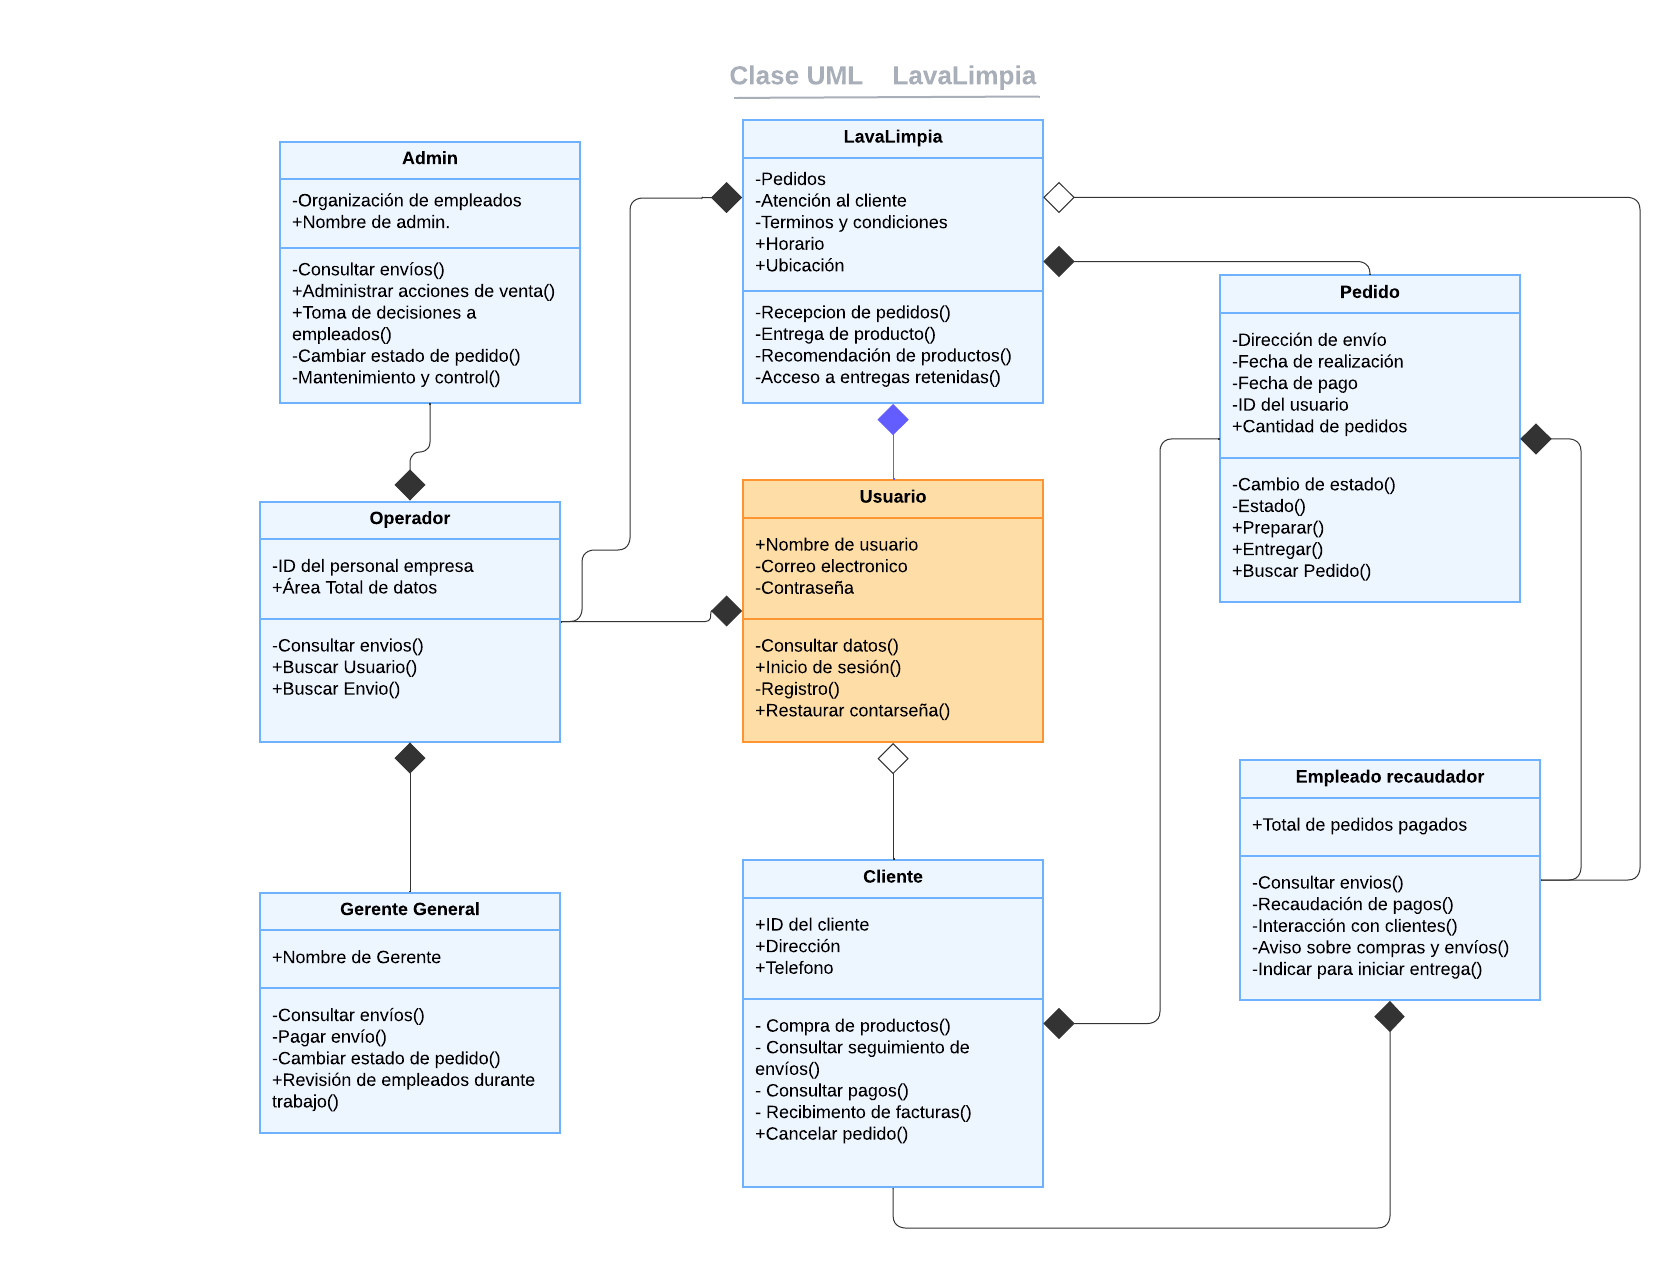 Clase UML    LavaLimpia
Admin
-Organización de empleados
+Nombre de admin.
-Consultar envíos()
+Administrar acciones de venta()
+Toma de decisiones a
empleados()
-Cambiar estado de pedido()
-Mantenimiento y control()
LavaLimpia
-Pedidos
-Atención al cliente
-Terminos y condiciones
+Horario
+Ubicación
-Recepcion de pedidos()
-Entrega de producto()
-Recomendación de productos()
-Acceso a entregas retenidas()
Pedido
-Dirección de envío
-Fecha de realización
-Fecha de pago
-ID del usuario
+Cantidad de pedidos
-Cambio de estado()
-Estado()
+Preparar()
+Entregar()
+Buscar Pedido()
Operador
-ID del personal empresa
+Área Total de datos
-Consultar envios()
+Buscar Usuario()
+Buscar Envio()
Usuario
+Nombre de usuario
-Correo electronico
-Contraseña
-Consultar datos()
+Inicio de sesión()
-Registro()
+Restaurar contarseña()
Empleado recaudador
+Total de pedidos pagados
-Consultar envios()
-Recaudación de pagos()
-Interacción con clientes()
-Aviso sobre compras y envíos()
-Indicar para iniciar entrega()
Gerente General
+Nombre de Gerente
-Consultar envíos()
-Pagar envío()
-Cambiar estado de pedido()
+Revisión de empleados durante
trabajo()
Cliente
+ID del cliente
+Dirección
+Telefono
- Compra de productos()
- Consultar seguimiento de
envíos()
- Consultar pagos()
- Recibimento de facturas()
+Cancelar pedido()